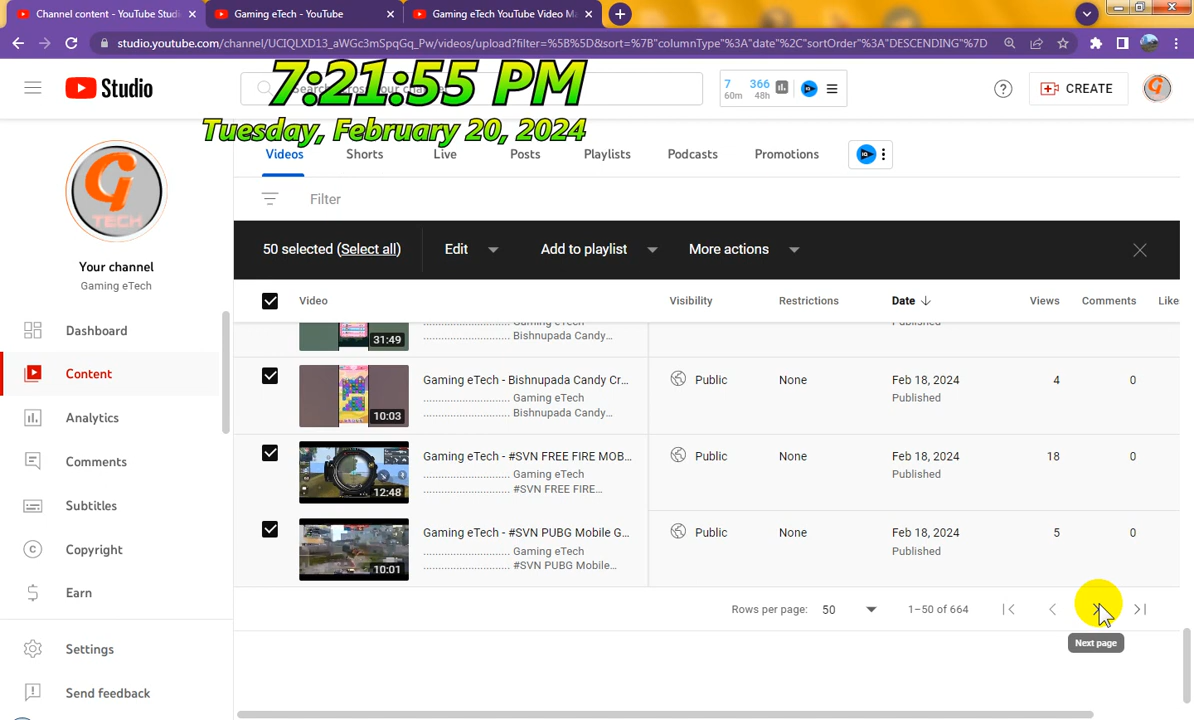 Channel content - YouTube Studi
Gaming eTech - YouTube
Gaming eTech YouTube Video Ma
studio.youtube.com/channel/UCIQLXD13_aWGc3mSpqGq_Pw/videos/upload?filter=%5B%5D&sort=%7B"columnType"%3A"date"%2C"sortOrder"%3A"DESCENDING"%7D
Studio
7:21:55 PM
7 366
60m 48h
CREATE
Tuesday, February 20, 2024
Videos Shorts Live Posts Playlists Podcasts Promotions
Filter
G
TECH
50 selected (Select all) Edit Add to playlist More actions
Your channel
Gaming eTech
Video Visibility Restrictions Date Views Comments Like
Dashboard
Content
Analytics
Comments
Subtitles
Copyright
Earn
Settings
Send feedback
31:49
............................... Gaming eTech
............................... Bishnupada Candy...
10:03
Gaming eTech - Bishnupada Candy Cr...
............................... Gaming eTech
............................... Bishnupada Candy...
Public None Feb 18, 2024 4 0
Published
12:48
Gaming eTech - #SVN FREE FIRE MOB...
............................... Gaming eTech
............................... #SVN FREE FIRE...
Public None Feb 18, 2024 18 0
Published
10:01
Gaming eTech - #SVN PUBG Mobile G...
............................... Gaming eTech
............................... #SVN PUBG Mobile...
Public None Feb 18, 2024 5 0
Published
Rows per page: 50 1–50 of 664
Next page